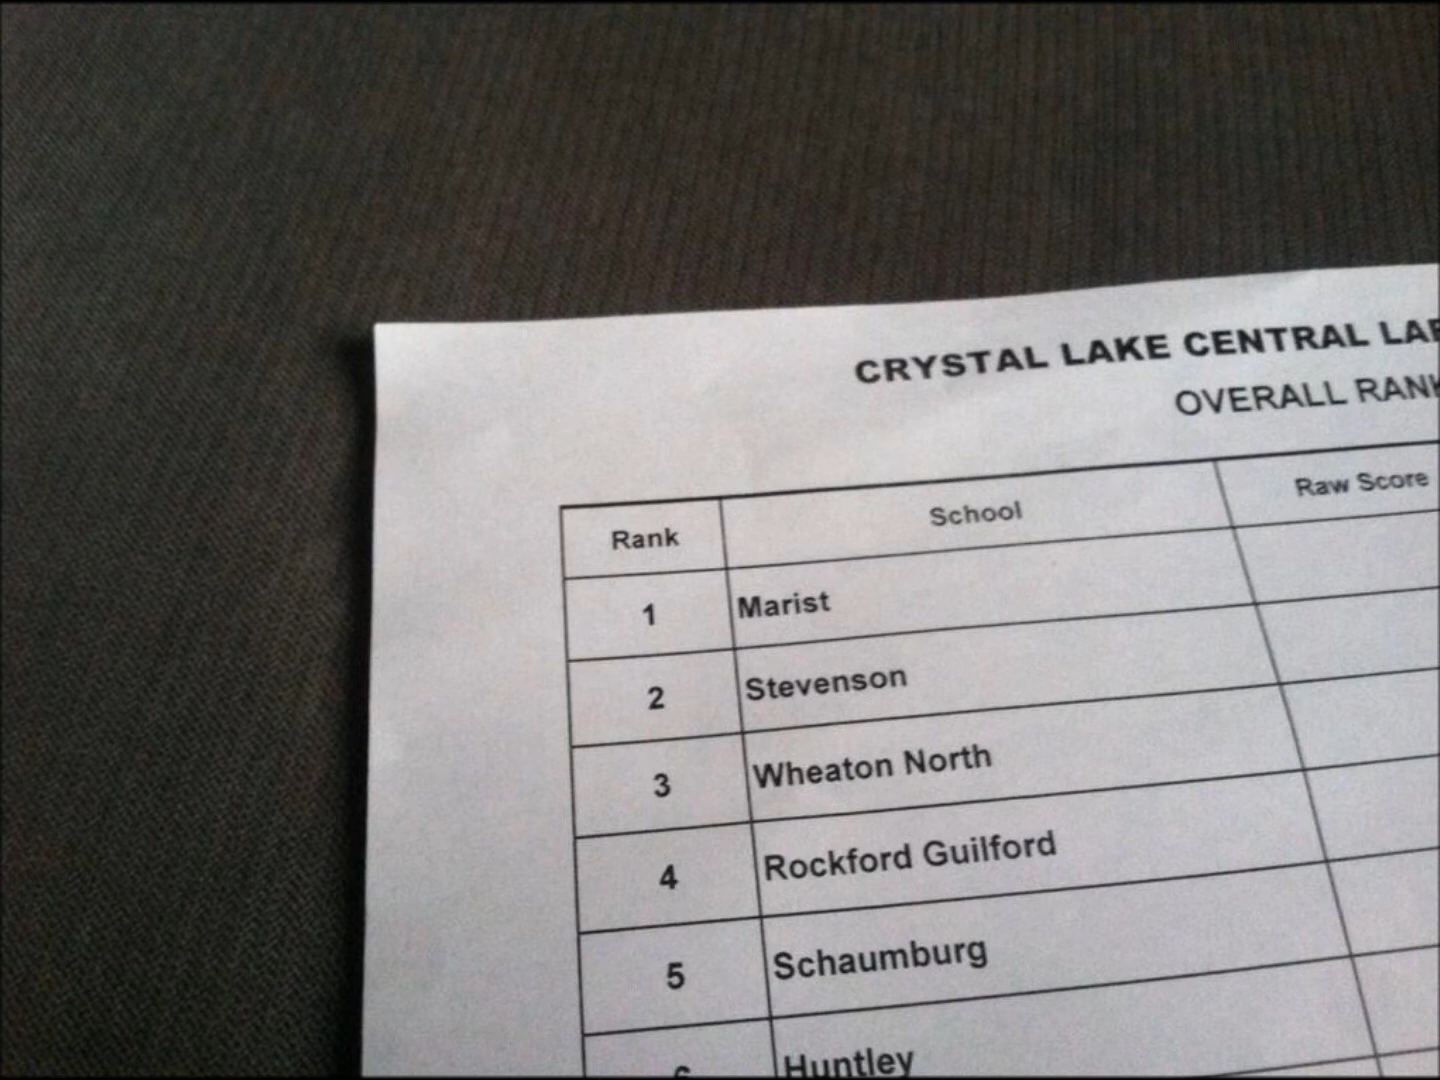 CRYSTAL LAKE CENTRAL
OVERALL
Rank School Raw Score
1 Marist
2 Stevenson
3 Wheaton North
4 Rockford Guilford
5 Schaumburg
6 Huntley